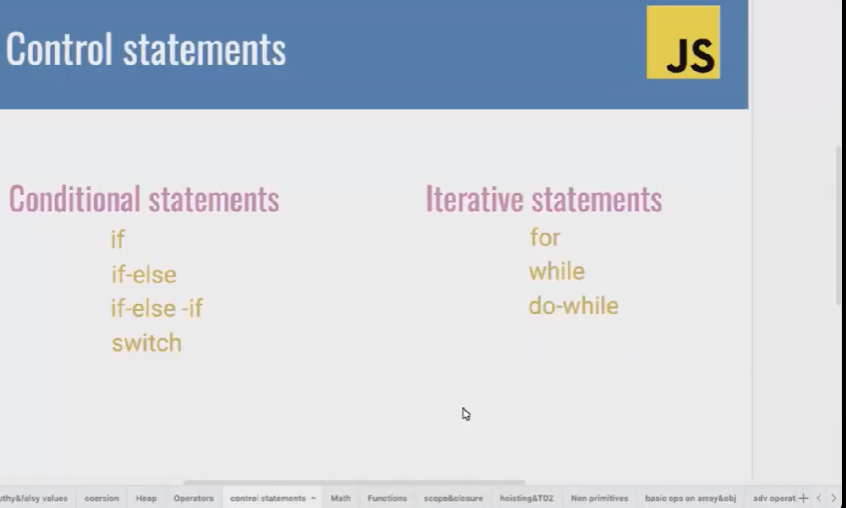 Control statements
JS
Conditional statements
if
if-else
if-else -if
switch
Iterative statements
for
while
do-while
uthy&falsy values coersion Heap Operators control statements Math Functions scope&closure hoisting&TDZ Non primitives basic ops on array&obj adv operat